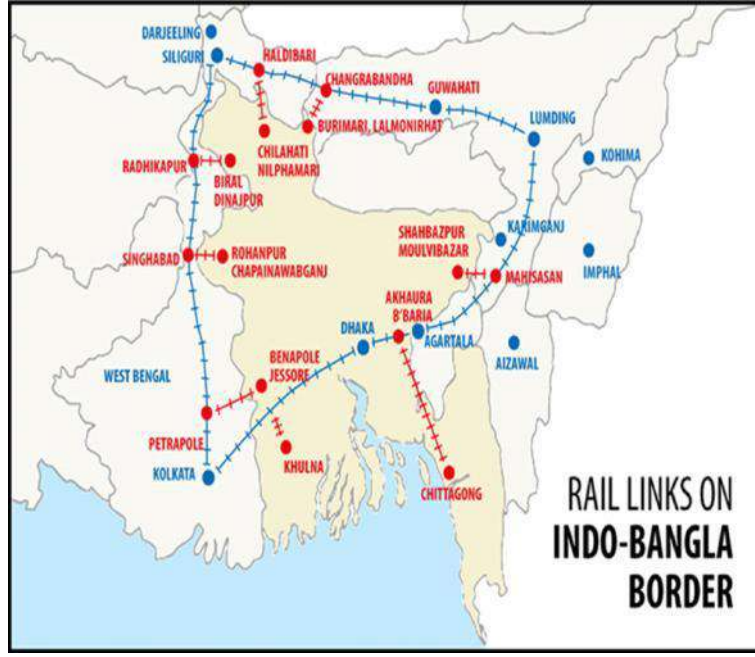 DARJEELING
SILIGURI
HALDIBARI
CHANGRABANDHA
GUWAHATI
LUMDING
BURIMARI, LALMONIRHAT
KOHIMA
CHILAHATI
NILPHAMARI
RADHIKAPUR
BIRAL
DINAJPUR
SHAHBAZPUR
MOULVIBAZAR
KARIMGANJ
SINGHABAD
ROHANPUR
CHAPAINAWABGANJ
MAHISASAN
IMPHAL
AKHAURA
B'BARIA
DHAKA
AGARTALA
AIZAWAL
BENAPOLE
JESSORE
WEST BENGAL
PETRAPOLE
KOLKATA
KHULNA
CHITTAGONG
RAIL LINKS ON
INDO-BANGLA
BORDER